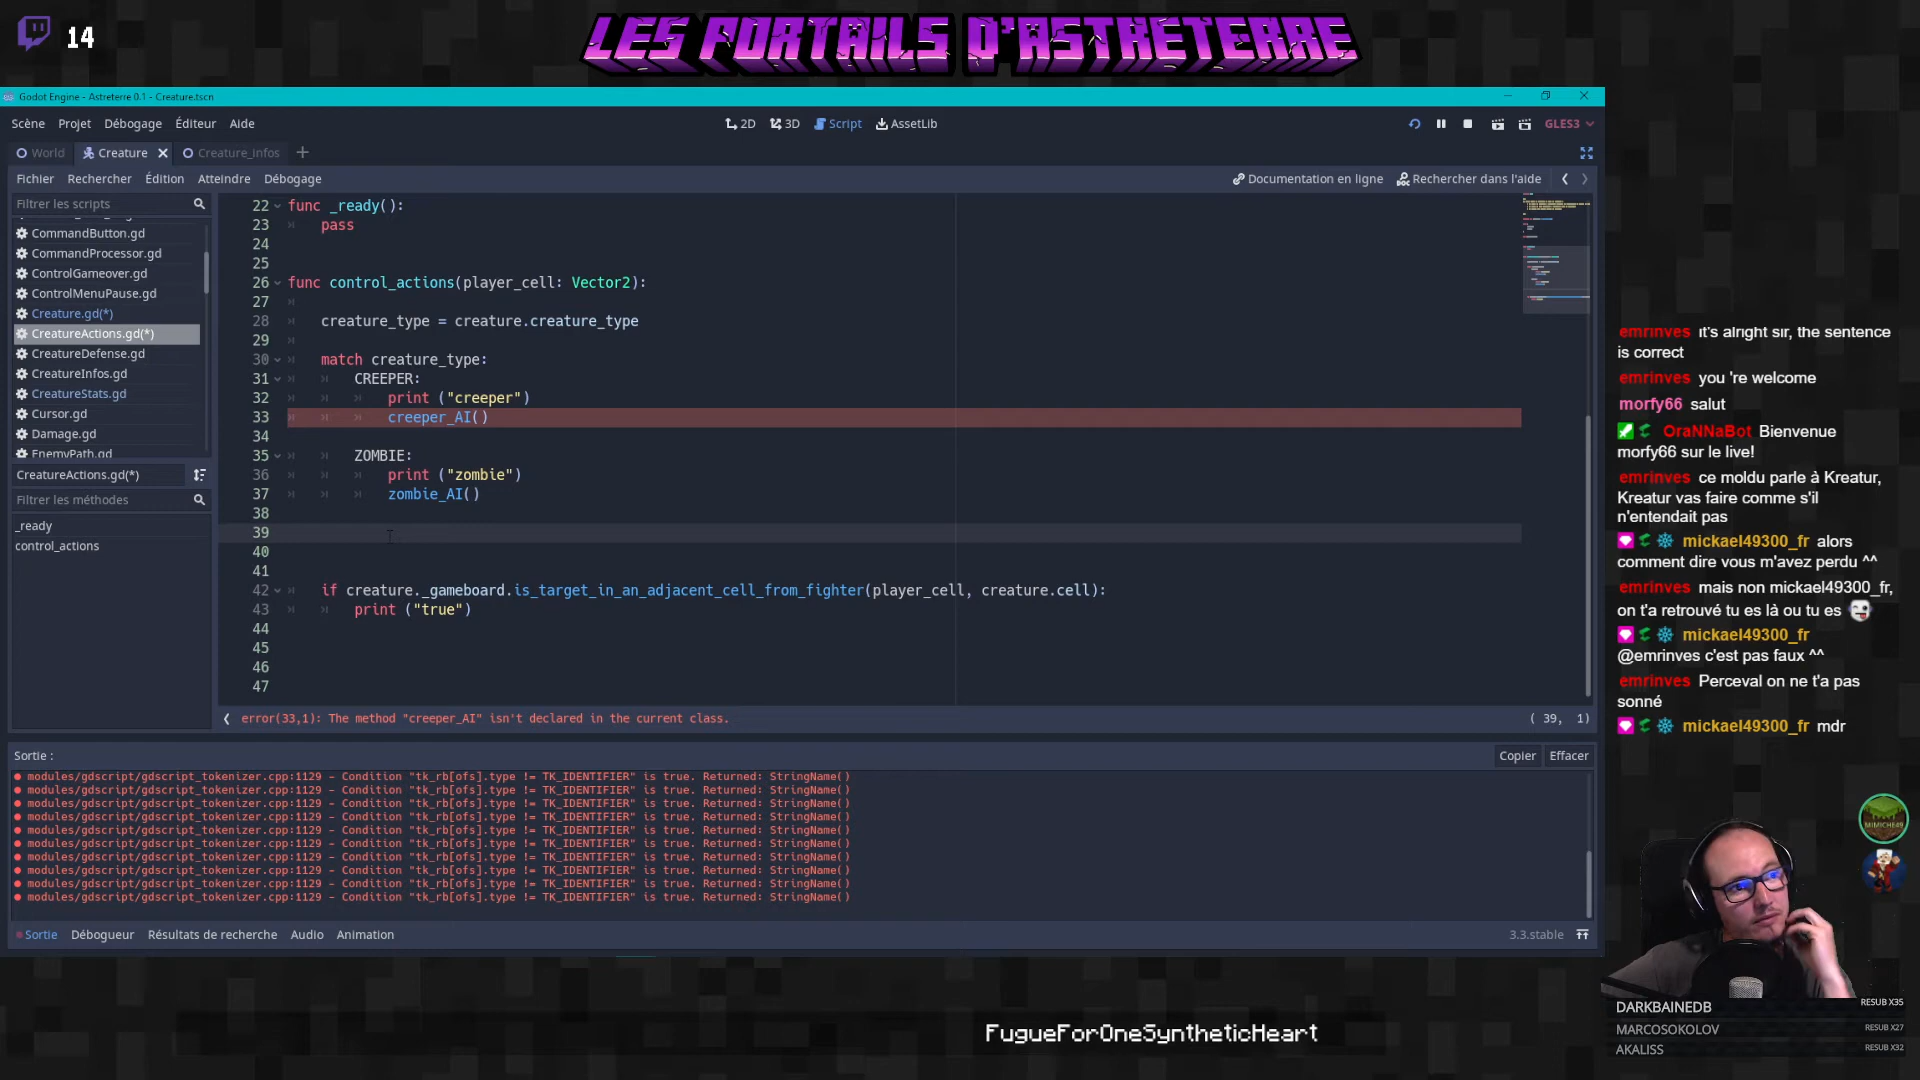 14
LES PORTAILS D'ASTRETERRE
Godot Engine - Astreterre 0.1 - Creature.tscn
Scène Projet Débogage Éditeur Aide
2D 3D Script AssetLib
GLES3
World Creature Creature_Infos
Fichier Rechercher Édition Atteindre Débogage
Documentation en ligne Rechercher dans l'aide
Filtrer les scripts
CommandButton.gd
CommandProcessor.gd
ControlGameover.gd
ControlMenuPause.gd
Creature.gd(*)
CreatureActions.gd(*)
CreatureDefense.gd
CreatureInfos.gd
CreatureStats.gd
Cursor.gd
Damage.gd
EnemyPath.gd
CreatureActions.gd(*)
Filtrer les méthodes
_ready
control_actions
22 func _ready():
23 pass
24
25
26 func control_actions(player_cell: Vector2):
27
28 creature_type = creature.creature_type
29
30 match creature_type:
31 CREEPER:
32 print ("creeper")
33 creeper_AI()
34
35 ZOMBIE:
36 print ("zombie")
37 zombie_AI()
38
39
40
41
42 if creature._gameboard.is_target_in_an_adjacent_cell_from_fighter(player_cell, creature.cell):
43 print ("true")
44
45
46
47
error(33,1): The method "creeper_AI" isn't declared in the current class.
( 39, 1)
Sortie :
Copier Effacer
modules/gdscript/gdscript_tokenizer.cpp:1129 - Condition "tk_rb[ofs].type != TK_IDENTIFIER" is true. Returned: StringName()
modules/gdscript/gdscript_tokenizer.cpp:1129 - Condition "tk_rb[ofs].type != TK_IDENTIFIER" is true. Returned: StringName()
modules/gdscript/gdscript_tokenizer.cpp:1129 - Condition "tk_rb[ofs].type != TK_IDENTIFIER" is true. Returned: StringName()
modules/gdscript/gdscript_tokenizer.cpp:1129 - Condition "tk_rb[ofs].type != TK_IDENTIFIER" is true. Returned: StringName()
modules/gdscript/gdscript_tokenizer.cpp:1129 - Condition "tk_rb[ofs].type != TK_IDENTIFIER" is true. Returned: StringName()
modules/gdscript/gdscript_tokenizer.cpp:1129 - Condition "tk_rb[ofs].type != TK_IDENTIFIER" is true. Returned: StringName()
modules/gdscript/gdscript_tokenizer.cpp:1129 - Condition "tk_rb[ofs].type != TK_IDENTIFIER" is true. Returned: StringName()
modules/gdscript/gdscript_tokenizer.cpp:1129 - Condition "tk_rb[ofs].type != TK_IDENTIFIER" is true. Returned: StringName()
modules/gdscript/gdscript_tokenizer.cpp:1129 - Condition "tk_rb[ofs].type != TK_IDENTIFIER" is true. Returned: StringName()
modules/gdscript/gdscript_tokenizer.cpp:1129 - Condition "tk_rb[ofs].type != TK_IDENTIFIER" is true. Returned: StringName()
Sortie Débogueur Résultats de recherche Audio Animation
3.3.stable
emrinves it's alright sir, the sentence
is correct
emrinves you 're welcome
morfy66 salut
OraNNaBot Bienvenue
morfy66 sur le live!
emrinves ce moldu parle à Kreatur,
Kreatur vas faire comme s'il
n'entendait pas
mickael49300_fr alors
comment dire vous m'avez perdu ^^
emrinves mais non mickael49300_fr,
on t'a retrouvé tu es là ou tu es
mickael49300_fr
@emrinves c'est pas faux ^^
emrinves Perceval on ne t'a pas
sonné
mickael49300_fr mdr
MIMICHE49
DARKBAINEDB RESUB X35
MARCOSOKOLOV RESUB X27
AKALISS RESUB X32
FugueForOneSyntheticHeart